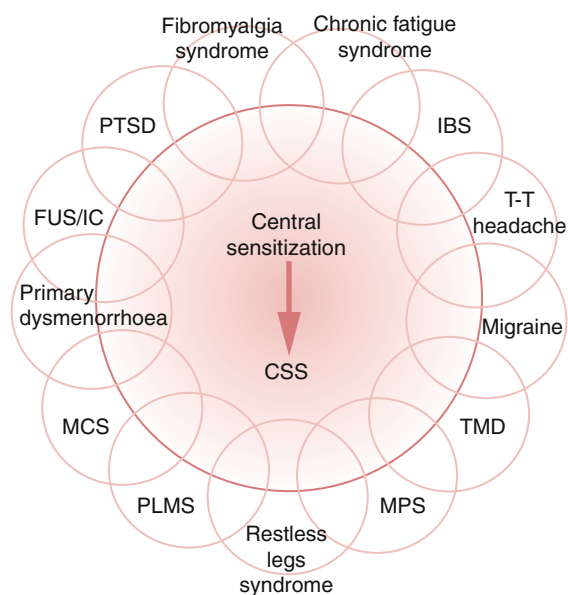 Fibromyalgia
syndrome
Chronic fatigue
syndrome
PTSD
IBS
FUS/IC
T-T
headache
Central
sensitization
Primary
dysmenorrhoea
Migraine
CSS
MCS
TMD
PLMS
MPS
Restless
legs
syndrome